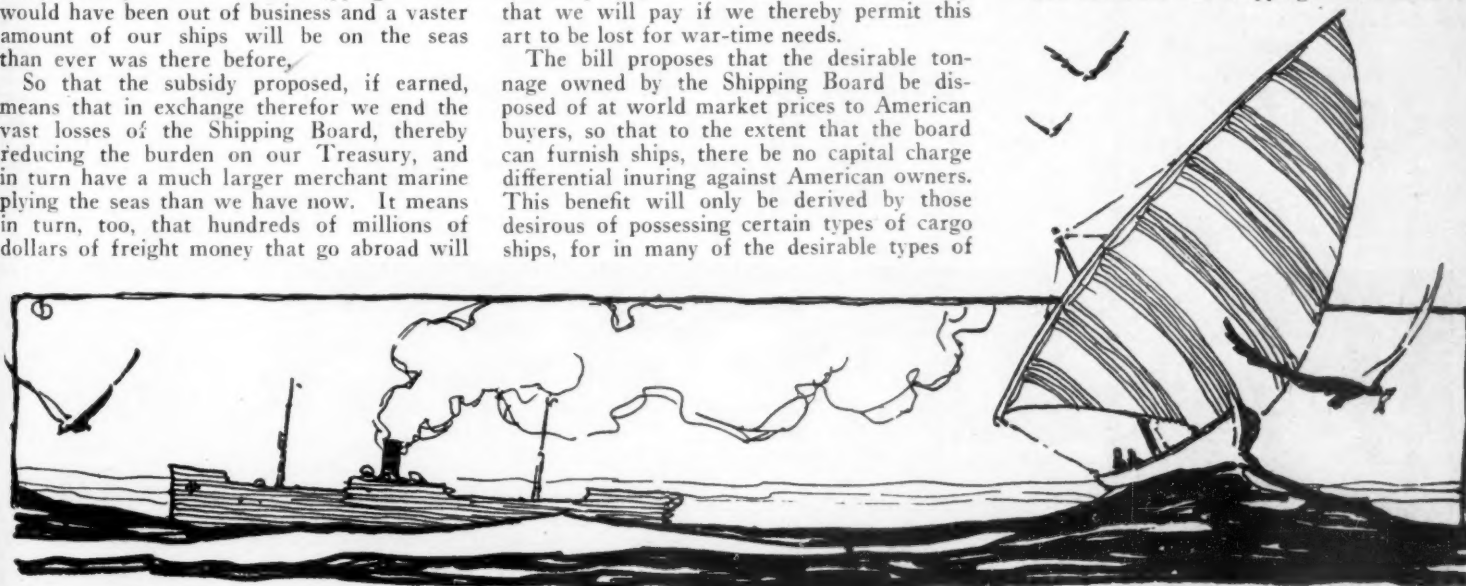 would have been out of business and a vaster
amount of our ships will be on the seas
than ever was there before.
So that the subsidy proposed, if earned,
means that in exchange therefor we end the
vast losses of the Shipping Board, thereby
reducing the burden on our Treasury, and
in turn have a much larger merchant marine
plying the seas than we have now. It means
in turn, too, that hundreds of millions of
dollars of freight money that go abroad will
that we will pay if we thereby permit this
art to be lost for war-time needs.
The bill proposes that the desirable ton-
nage owned by the Shipping Board be dis-
posed of at world market prices to American
buyers, so that to the extent that the board
can furnish ships, there be no capital charge
differential inuring against American owners.
This benefit will only be derived by those
desirous of possessing certain types of cargo
ships, for in many of the desirable types of